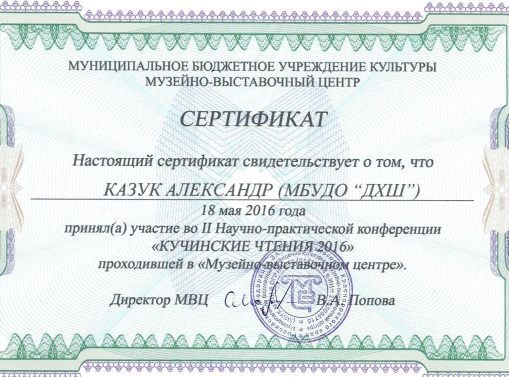 МУНИЦИПАЛЬНОЕ БЮДЖЕТНОЕ УЧРЕЖДЕНИЕ КУЛЬТУРЫ
МУЗЕЙНО-ВЫСТАВОЧНЫЙ ЦЕНТР
СЕРТИФИКАТ
Настоящий сертификат свидетельствует о том, что
КАЗУК АЛЕКСАНДР (МБУДО “ДХШ”)
18 мая 2016 года
принял(а) участие во II Научно-практической конференции
«КУЧИНСКИЕ ЧТЕНИЯ 2016»
проходившей в «Музейно-выставочном центре».
Директор МВЦ В.А. Попова